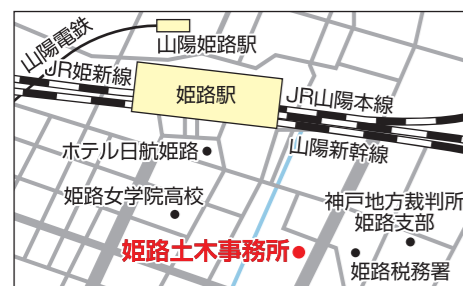 山陽電鉄
山陽姫路駅
JR姫新線
姫路駅
JR山陽本線
山陽新幹線
ホテル日航姫路
姫路女学院高校
神戸地方裁判所
姫路支部
姫路土木事務所
姫路税務署